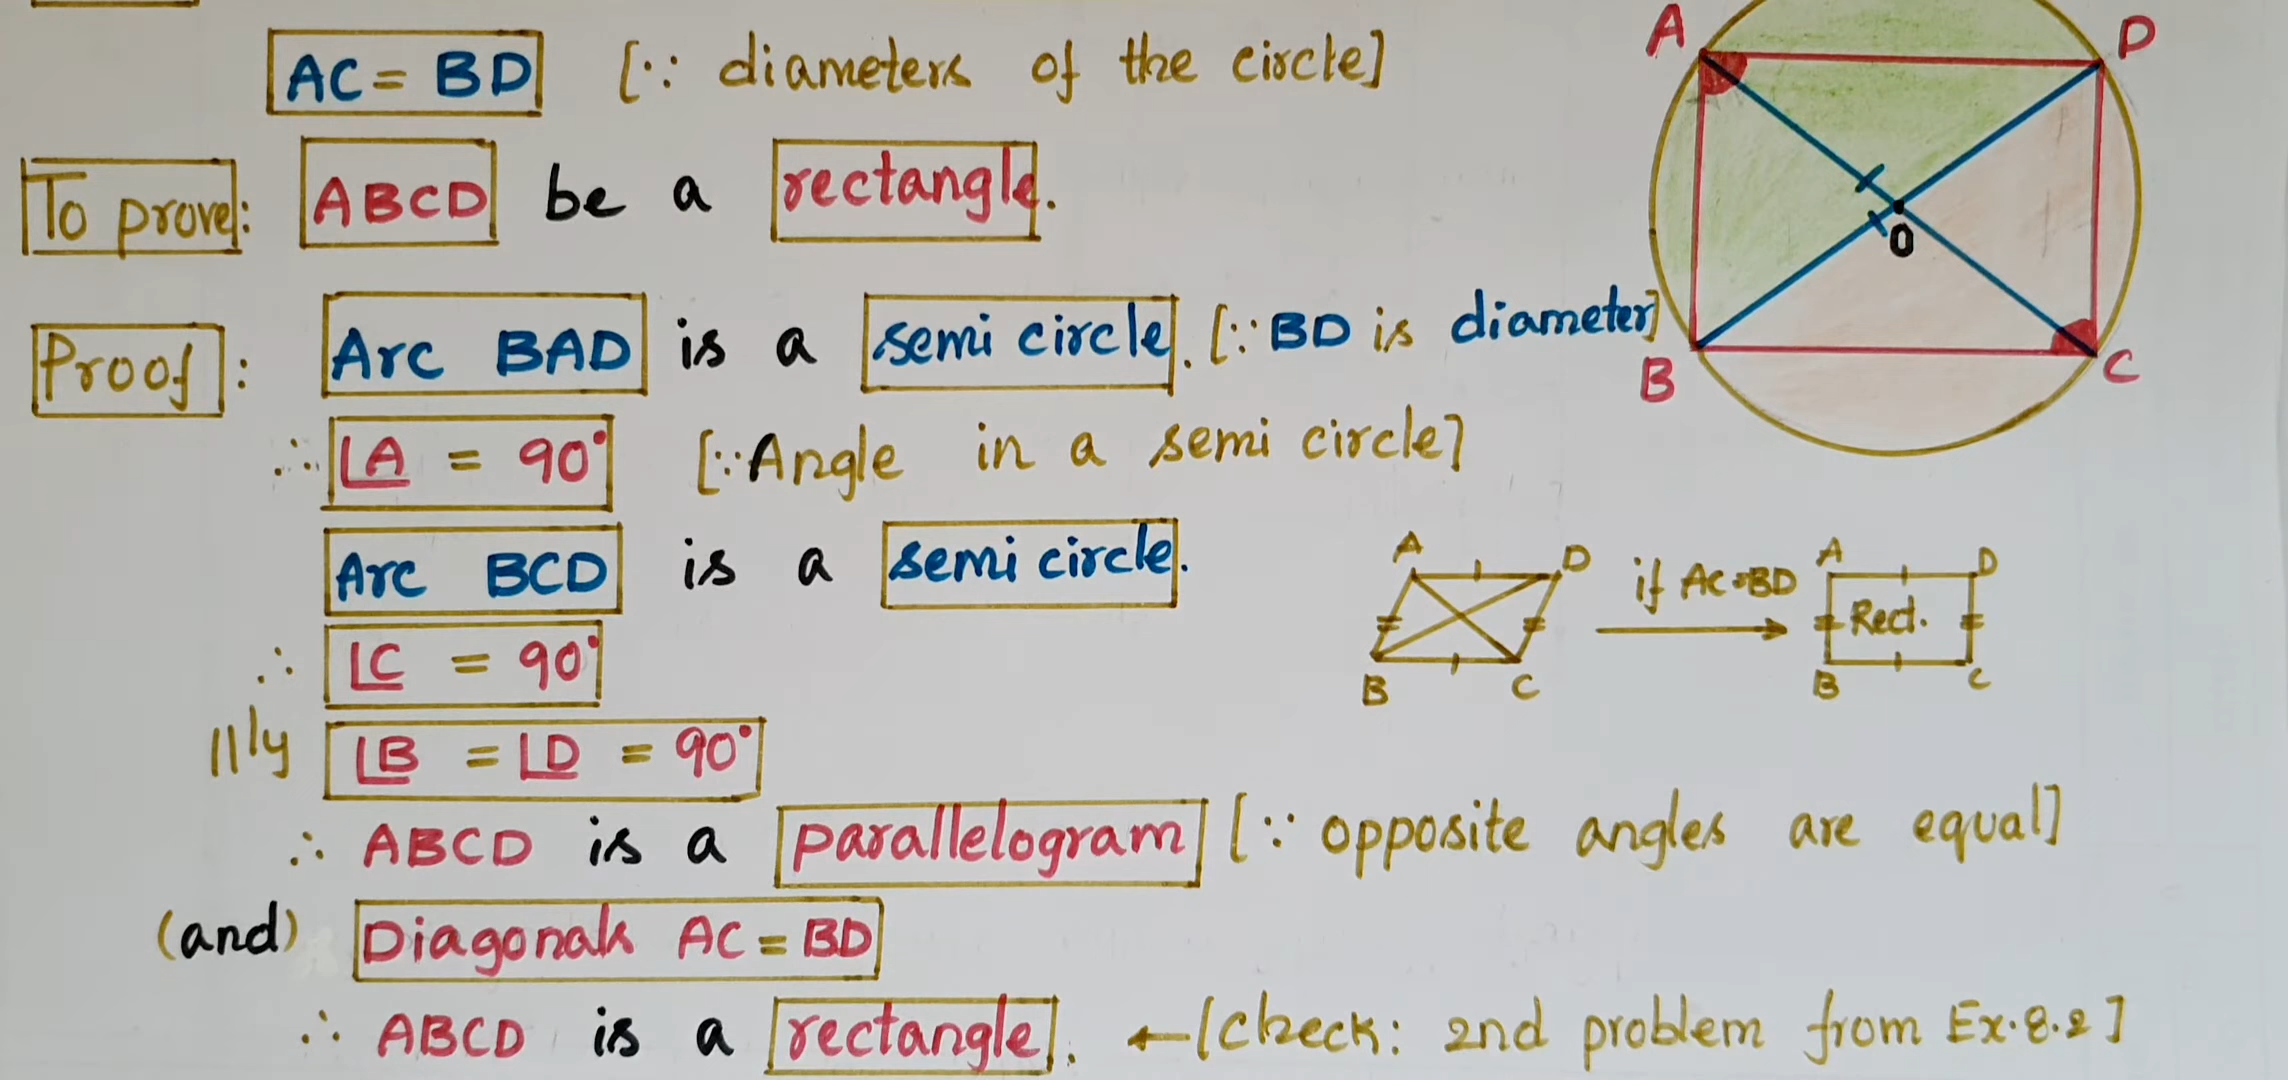 AC = BD [∵ diameters of the circle]
To prove: ABCD be a rectangle.
Proof: Arc BAD is a semi circle. [∵ BD is diameter]
∴ ∠A = 90° [∵ Angle in a semi circle]
Arc BCD is a semi circle.
∴ ∠C = 90°
|||ly ∠B = ∠D = 90°
∴ ABCD is a parallelogram [∵ opposite angles are equal]
(and) Diagonals AC = BD
∴ ABCD is a rectangle. ← [Check: 2nd problem from Ex.8.2]
A D
O
B C
A D if AC=BD A D
Rect.
B C B C